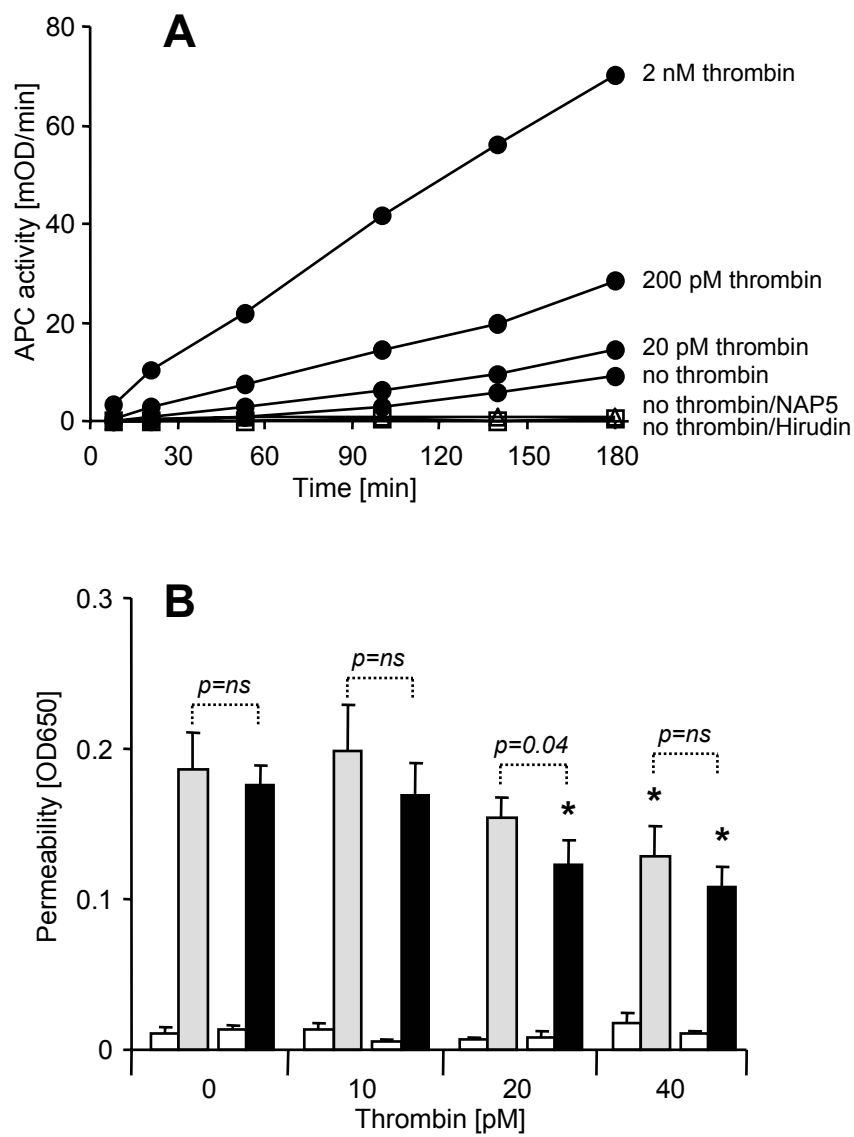 A
80
60
40
20
0
APC activity [mOD/min]
2 nM thrombin
200 pM thrombin
20 pM thrombin
no thrombin
no thrombin/NAP5
no thrombin/Hirudin
0 30 60 90 120 150 180
Time [min]
B
0.3
0.2
0.1
0
Permeability [OD650]
p=ns
p=ns
p=0.04
p=ns
*
*
*
0 10 20 40
Thrombin [pM]